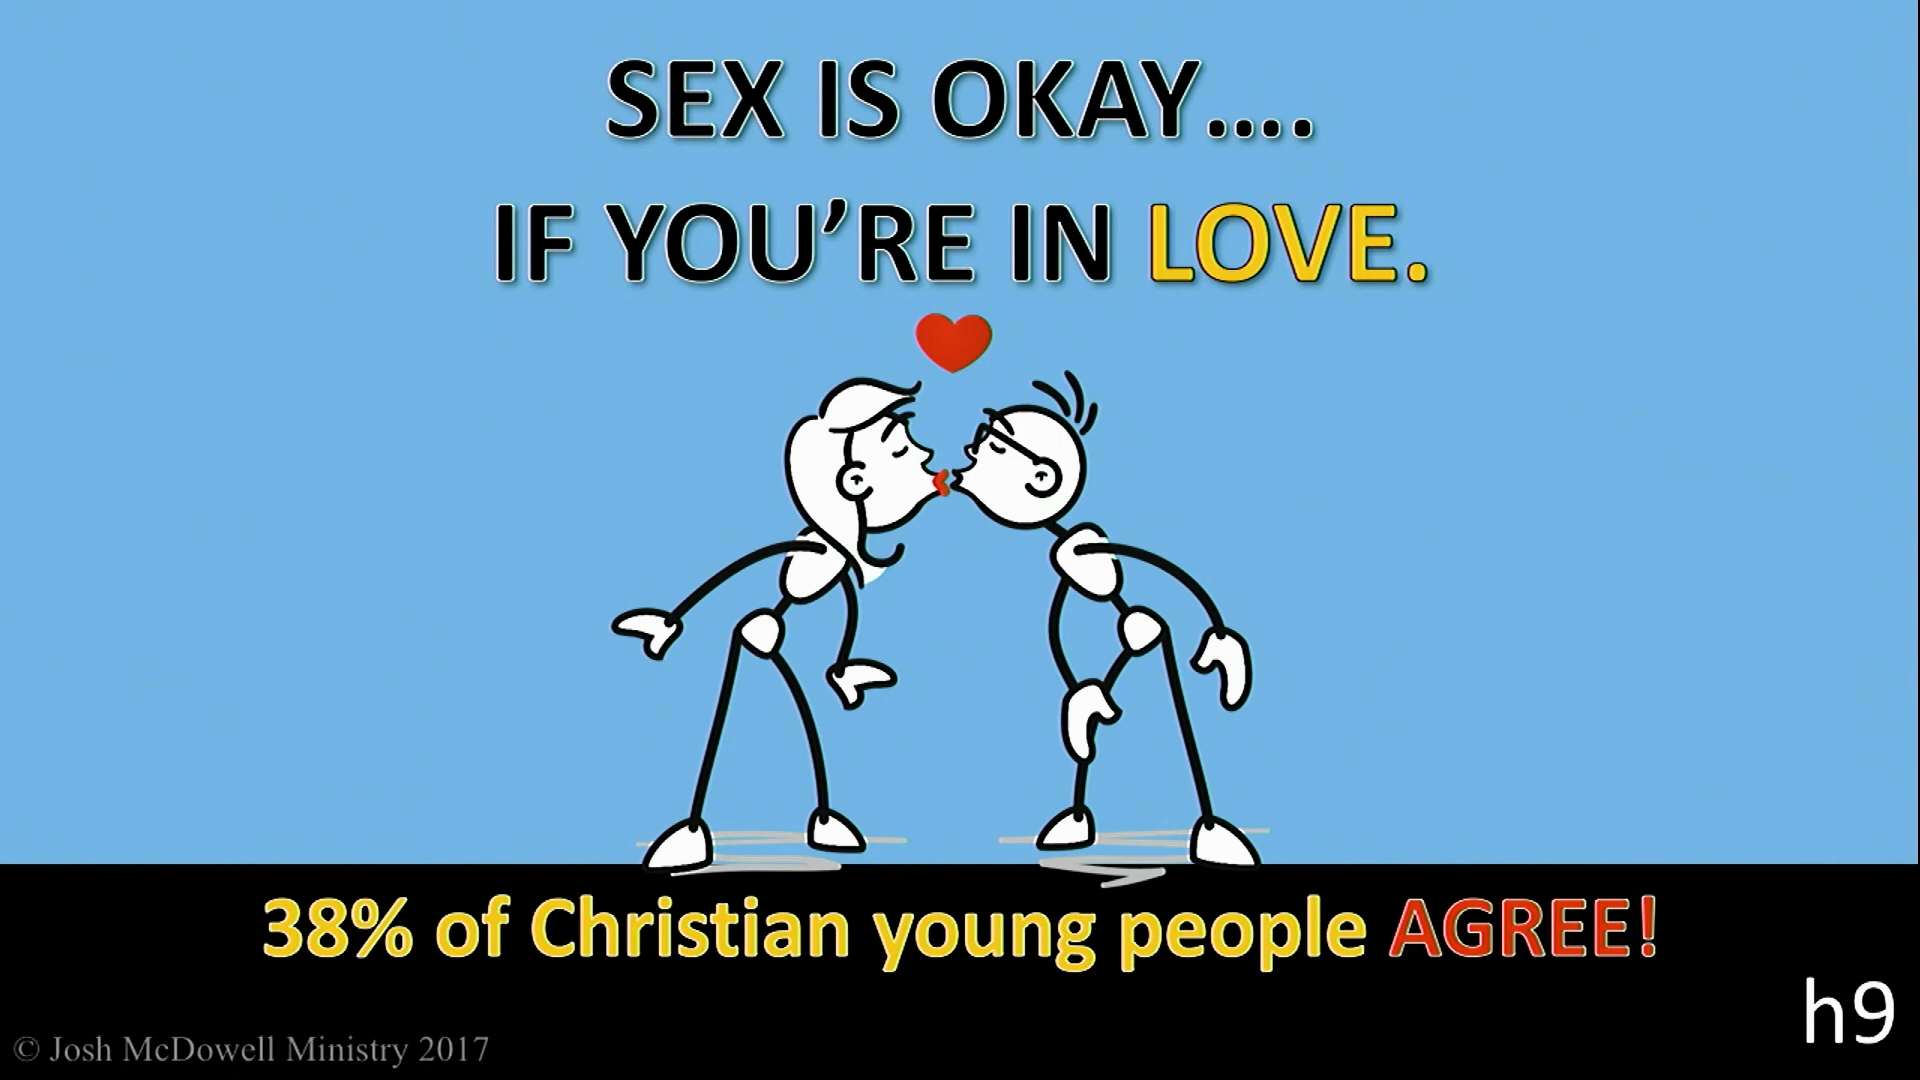 SEX IS OKAY....
IF YOU’RE IN LOVE.
38% of Christian young people AGREE!
h9
© Josh McDowell Ministry 2017